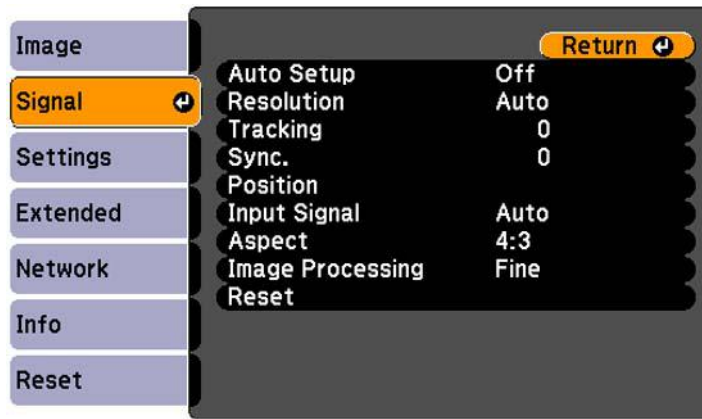 Image
Signal
Settings
Extended
Network
Info
Reset
Return
Auto Setup Off
Resolution Auto
Tracking 0
Sync. 0
Position
Input Signal Auto
Aspect 4:3
Image Processing Fine
Reset